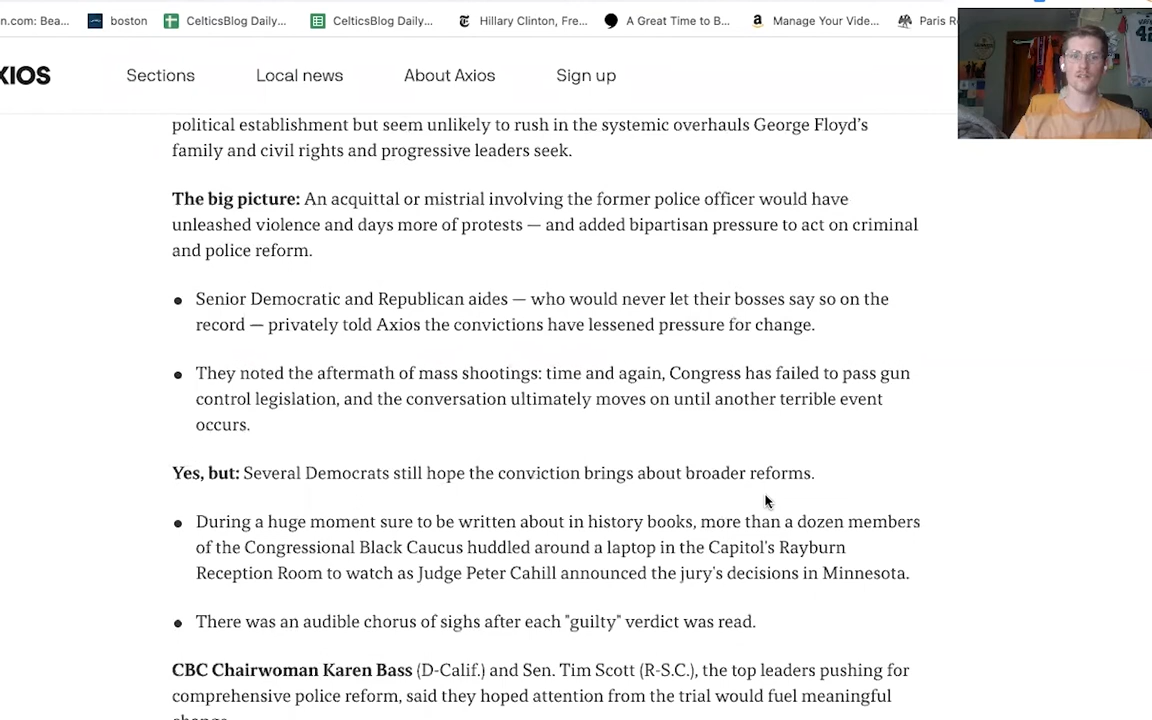 n.com: Bea... boston CelticsBlog Daily... CelticsBlog Daily... Hillary Clinton, Fre... A Great Time to B... Manage Your Vide... Paris R
XIOS Sections Local news About Axios Sign up
42
political establishment but seem unlikely to rush in the systemic overhauls George Floyd's
family and civil rights and progressive leaders seek.
The big picture: An acquittal or mistrial involving the former police officer would have
unleashed violence and days more of protests — and added bipartisan pressure to act on criminal
and police reform.
• Senior Democratic and Republican aides — who would never let their bosses say so on the
record — privately told Axios the convictions have lessened pressure for change.
• They noted the aftermath of mass shootings: time and again, Congress has failed to pass gun
control legislation, and the conversation ultimately moves on until another terrible event
occurs.
Yes, but: Several Democrats still hope the conviction brings about broader reforms.
• During a huge moment sure to be written about in history books, more than a dozen members
of the Congressional Black Caucus huddled around a laptop in the Capitol's Rayburn
Reception Room to watch as Judge Peter Cahill announced the jury's decisions in Minnesota.
• There was an audible chorus of sighs after each "guilty" verdict was read.
CBC Chairwoman Karen Bass (D-Calif.) and Sen. Tim Scott (R-S.C.), the top leaders pushing for
comprehensive police reform, said they hoped attention from the trial would fuel meaningful
change.